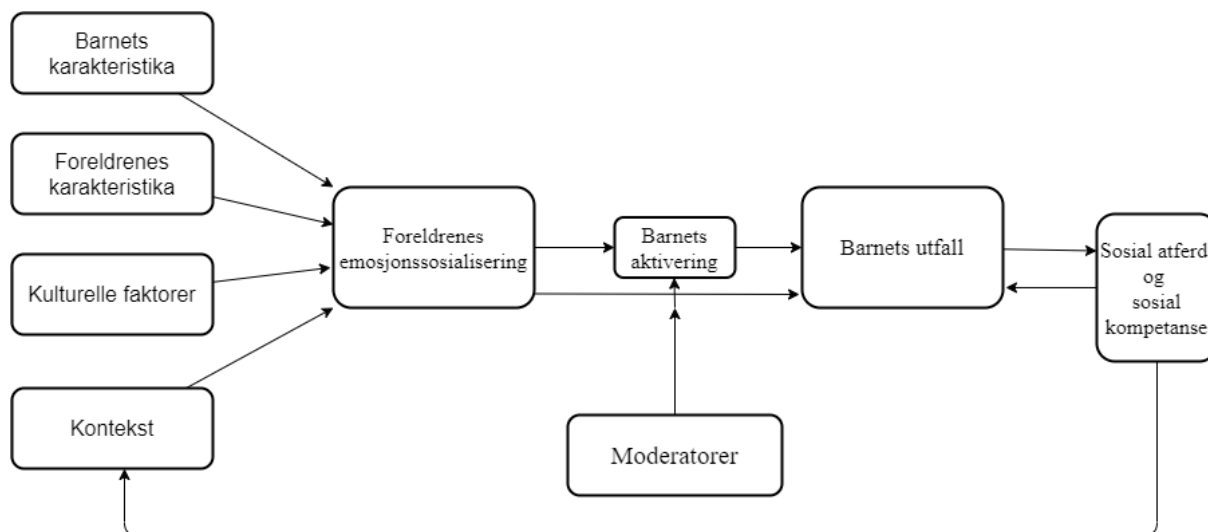 Barnets
karakteristika
Foreldrenes
karakteristika
Kulturelle faktorer
Kontekst
Foreldrenes
emosjonssosialisering
Barnets
aktivering
Moderatorer
Barnets utfall
Sosial atferd
og
sosial
kompetanse